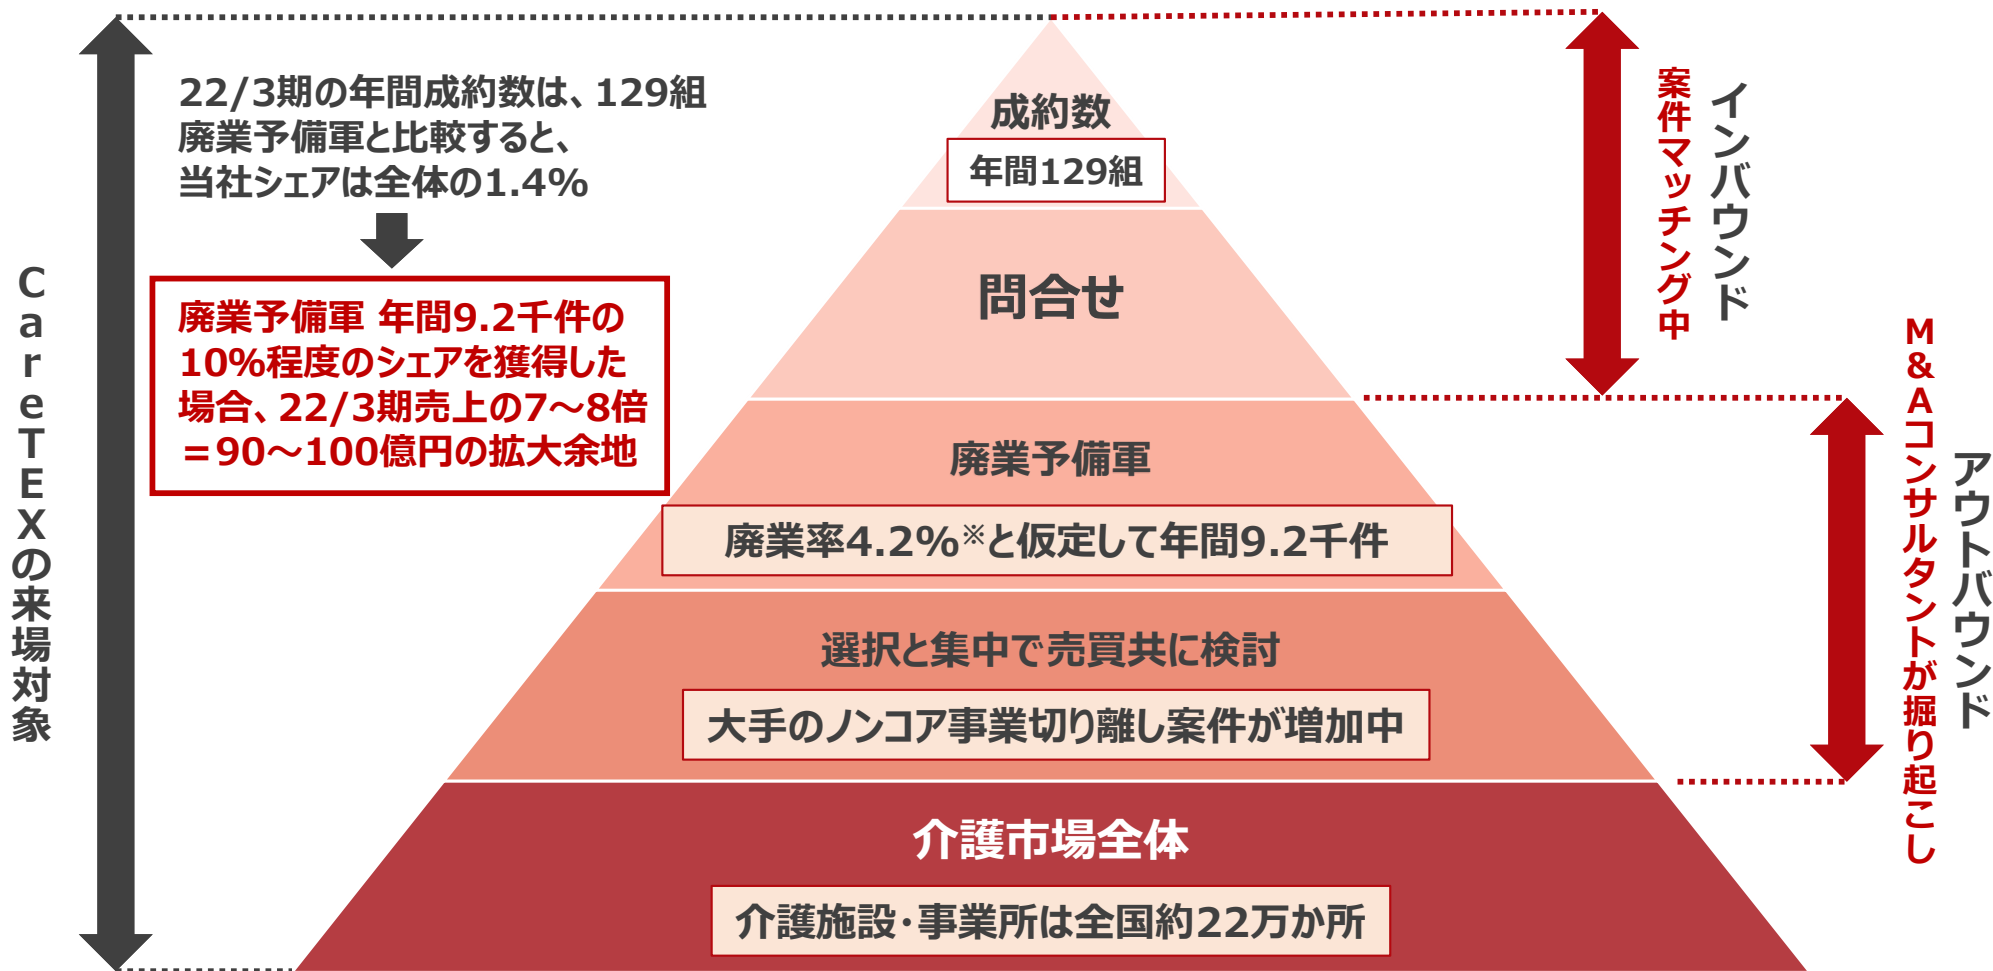 22/3期の年間成約数は、129組
廃業予備軍と比較すると、
当社シェアは全体の1.4%
廃業予備軍 年間9.2千件の
10%程度のシェアを獲得した
場合、22/3期売上の7～8倍
＝90～100億円の拡大余地
CareTEXの来場対象
成約数
年間129組
問合せ
廃業予備軍
廃業率4.2%※と仮定して年間9.2千件
選択と集中で売買共に検討
大手のノンコア事業切り離し案件が増加中
介護市場全体
介護施設・事業所は全国約22万か所
インバウンド
案件マッチング中
アウトバウンド
M&Aコンサルタントが掘り起こし